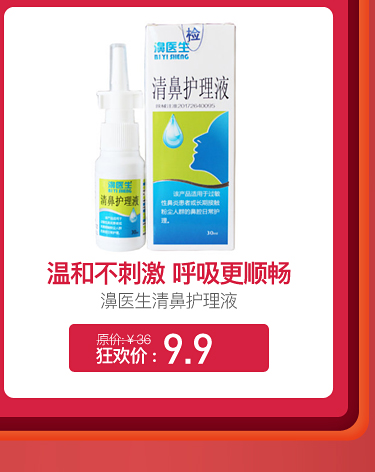 检
濞医生
BI YI SHENG
清鼻护理液
该产品适用于过敏
性鼻炎患者或长期接触
粉尘人群的鼻腔日常护
理。
30ml
濞医生
BI YI SHENG
清鼻护理液
温和不刺激 呼吸更顺畅
濞医生清鼻护理液
原价:￥36
狂欢价：9.9